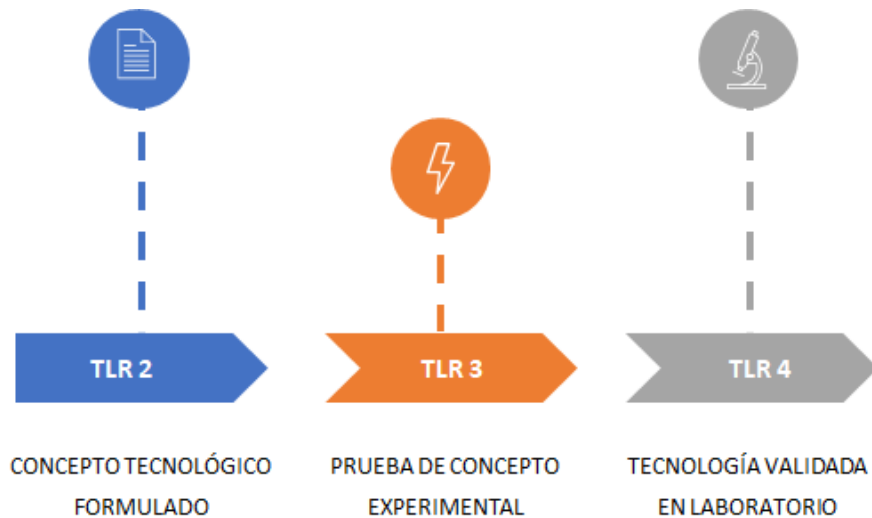 TLR 2
TLR 3
TLR 4
CONCEPTO TECNOLÓGICO
FORMULADO
PRUEBA DE CONCEPTO
EXPERIMENTAL
TECNOLOGÍA VALIDADA
EN LABORATORIO